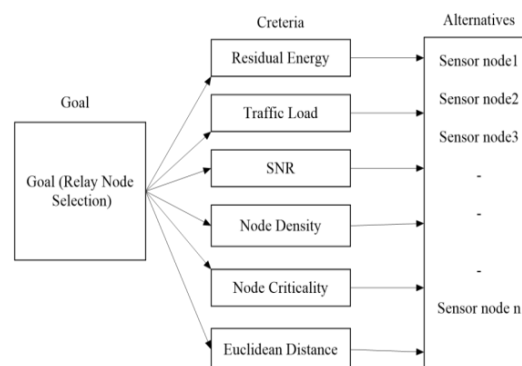 Goal
Goal (Relay Node
Selection)
Creteria
Residual Energy
Traffic Load
SNR
Node Density
Node Criticality
Euclidean Distance
Alternatives
Sensor node1
Sensor node2
Sensor node3
-
-
-
Sensor node n